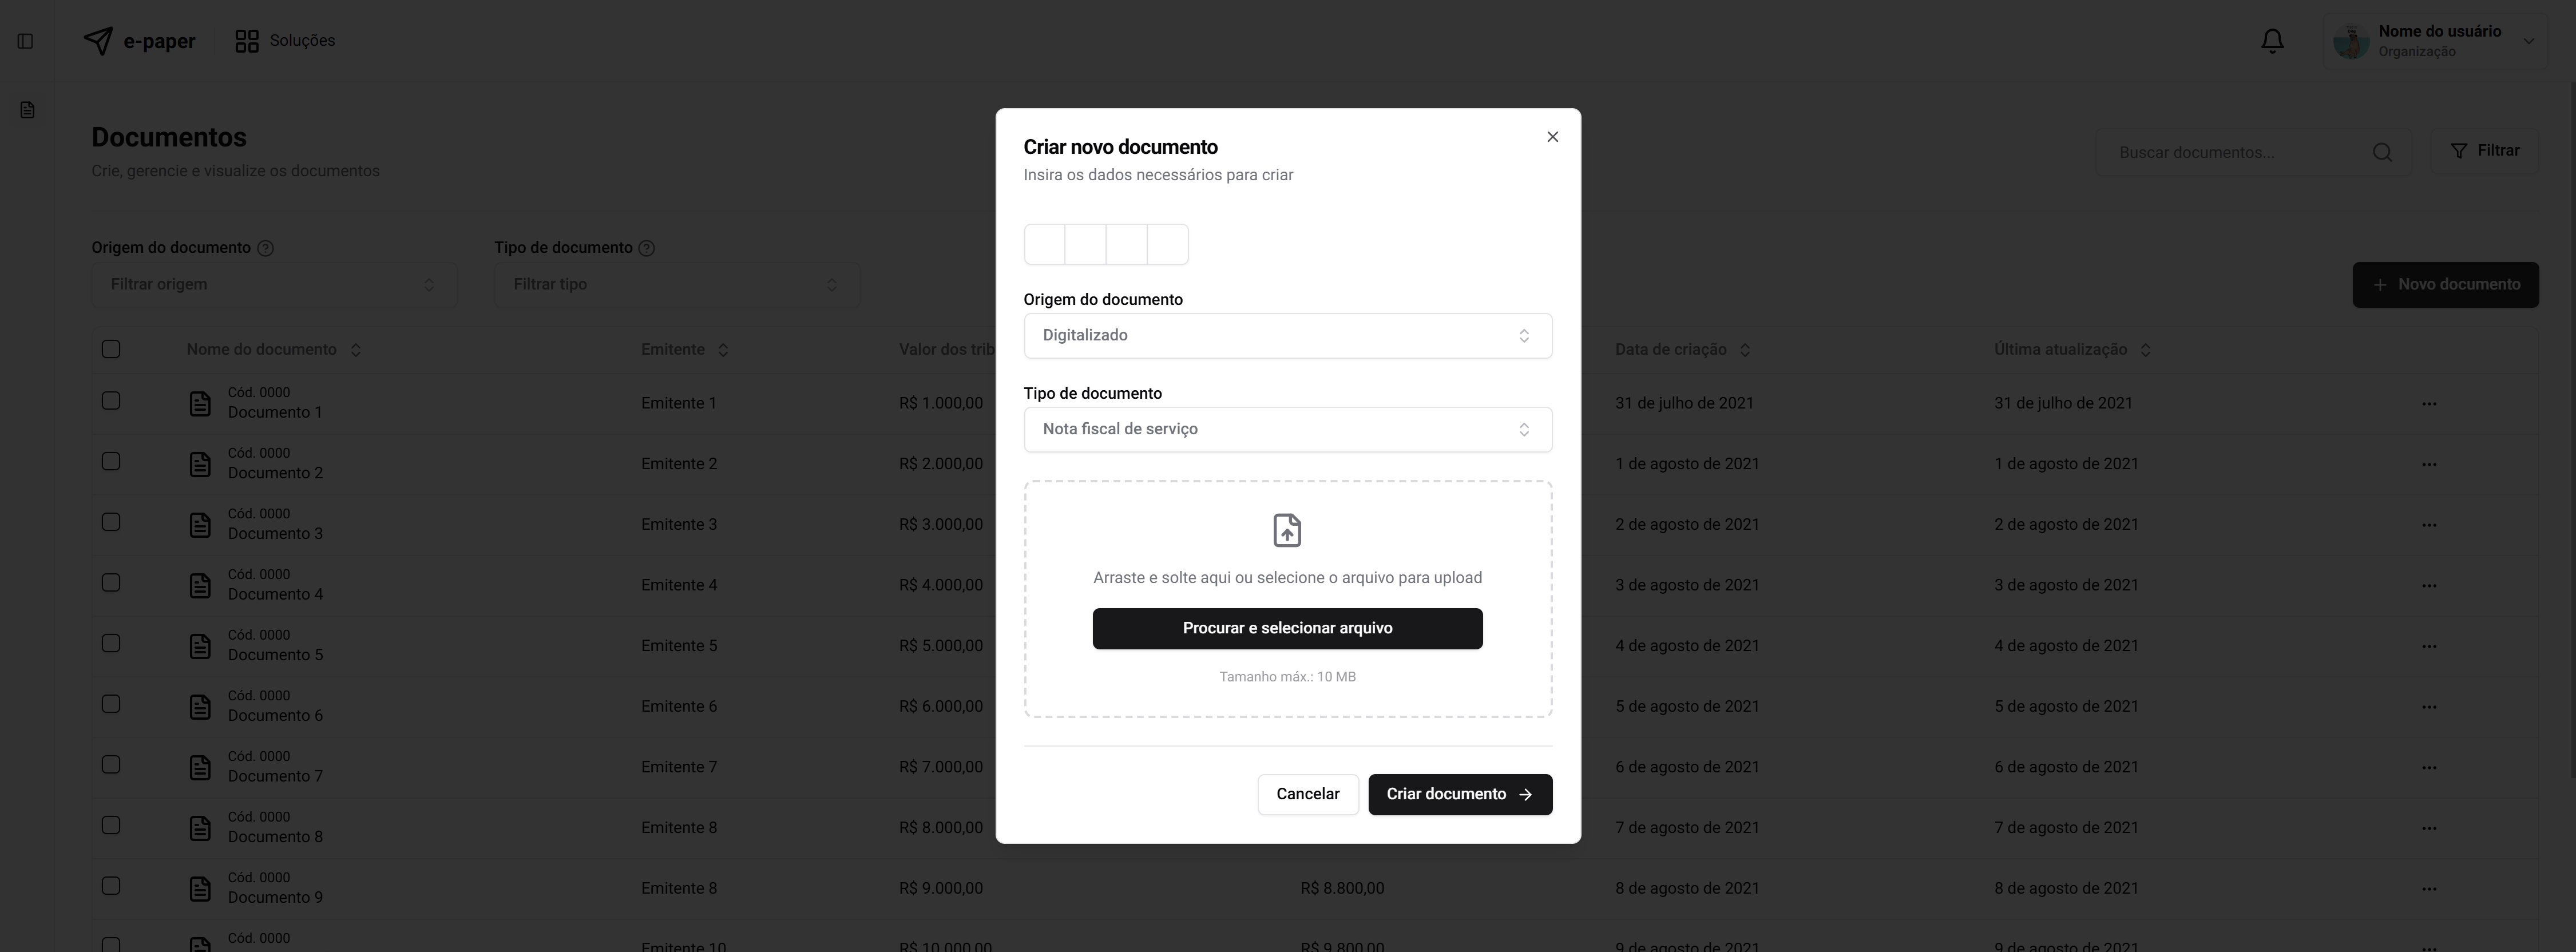 e-paper
Soluções
Nome do usuário
Organização
Documentos
Crie, gerencie e visualize os documentos
Buscar documentos...
Filtrar
Origem do documento
Tipo de documento
Filtrar origem
Filtrar tipo
Novo documento
Nome do documento
Emitente
Valor dos trib
Data de criação
Última atualização
Cód. 0000
Documento 1
Emitente 1
R$ 1.000,00
31 de julho de 2021
31 de julho de 2021
Cód. 0000
Documento 2
Emitente 2
R$ 2.000,00
1 de agosto de 2021
1 de agosto de 2021
Cód. 0000
Documento 3
Emitente 3
R$ 3.000,00
2 de agosto de 2021
2 de agosto de 2021
Cód. 0000
Documento 4
Emitente 4
R$ 4.000,00
3 de agosto de 2021
3 de agosto de 2021
Cód. 0000
Documento 5
Emitente 5
R$ 5.000,00
4 de agosto de 2021
4 de agosto de 2021
Cód. 0000
Documento 6
Emitente 6
R$ 6.000,00
5 de agosto de 2021
5 de agosto de 2021
Cód. 0000
Documento 7
Emitente 7
R$ 7.000,00
6 de agosto de 2021
6 de agosto de 2021
Cód. 0000
Documento 8
Emitente 8
R$ 8.000,00
7 de agosto de 2021
7 de agosto de 2021
Cód. 0000
Documento 9
Emitente 8
R$ 9.000,00
R$ 8.800,00
8 de agosto de 2021
8 de agosto de 2021
Cód. 0000
Emitente 10
R$ 10.000,00
R$ 9.800,00
9 de agosto de 2021
9 de agosto de 2021
Criar novo documento
Insira os dados necessários para criar
Origem do documento
Digitalizado
Tipo de documento
Nota fiscal de serviço
Arraste e solte aqui ou selecione o arquivo para upload
Procurar e selecionar arquivo
Tamanho máx.: 10 MB
Cancelar
Criar documento